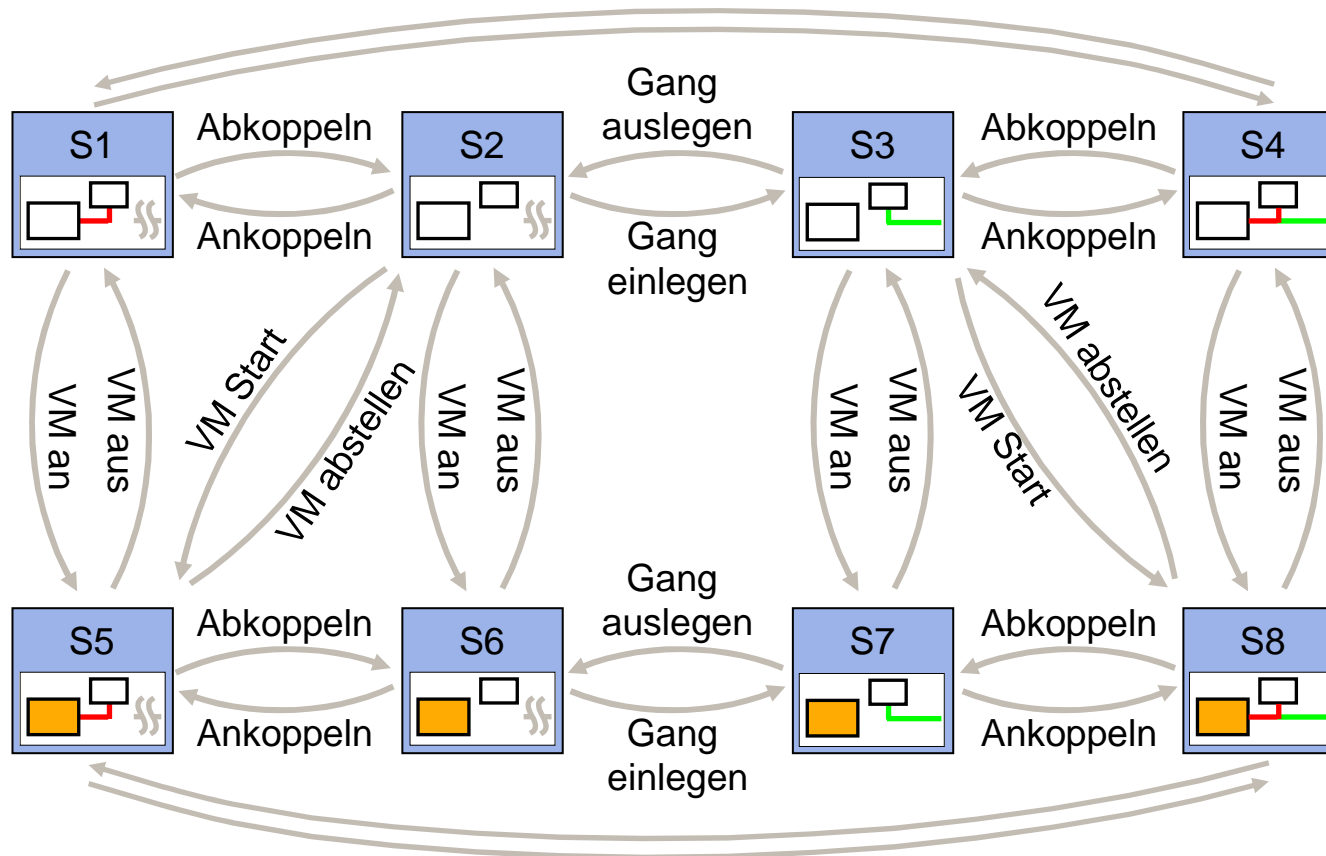 Gang
auslegen
S1
Abkoppeln
S2
S3
Abkoppeln
S4
Ankoppeln
Gang
einlegen
Ankoppeln
VM an
VM aus
VM Start
VM abstellen
VM an
VM aus
VM an
VM aus
VM Start
VM abstellen
VM an
VM aus
Gang
auslegen
S5
Abkoppeln
S6
S7
Abkoppeln
S8
Ankoppeln
Gang
einlegen
Ankoppeln